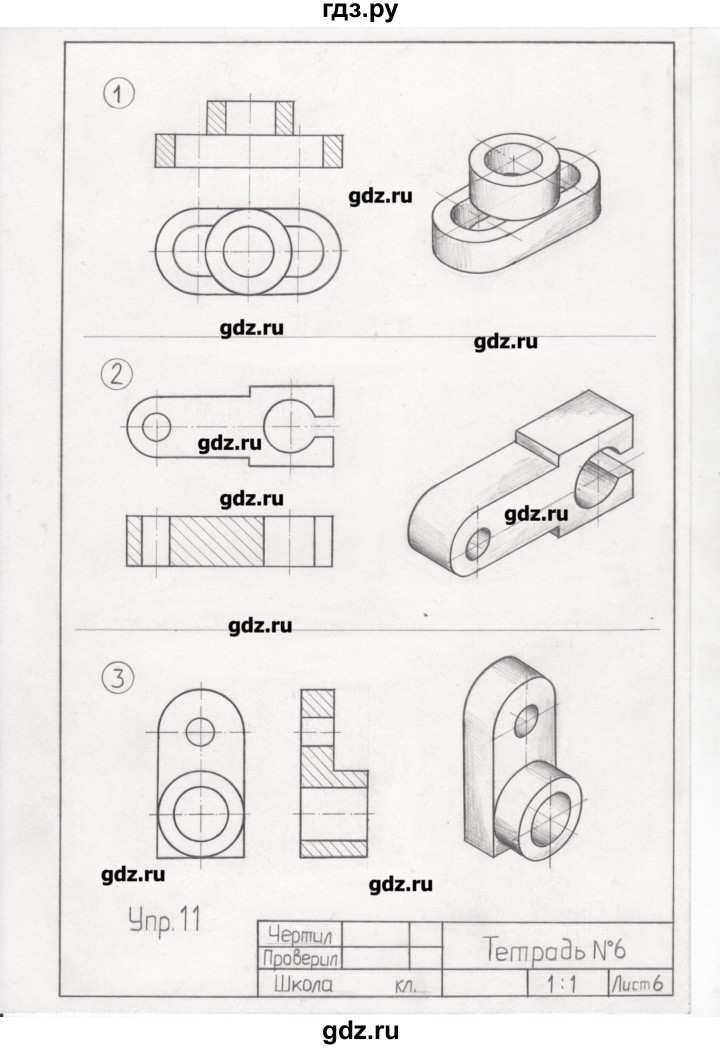 гдз.ру
1
gdz.ru
gdz.ru
gdz.ru
2
gdz.ru
gdz.ru
gdz.ru
gdz.ru
3
gdz.ru
gdz.ru
Упр.11
Чертил
Проверил
Тетрадь №6
Школа кл.
1:1
Лист 6
gdz.ru